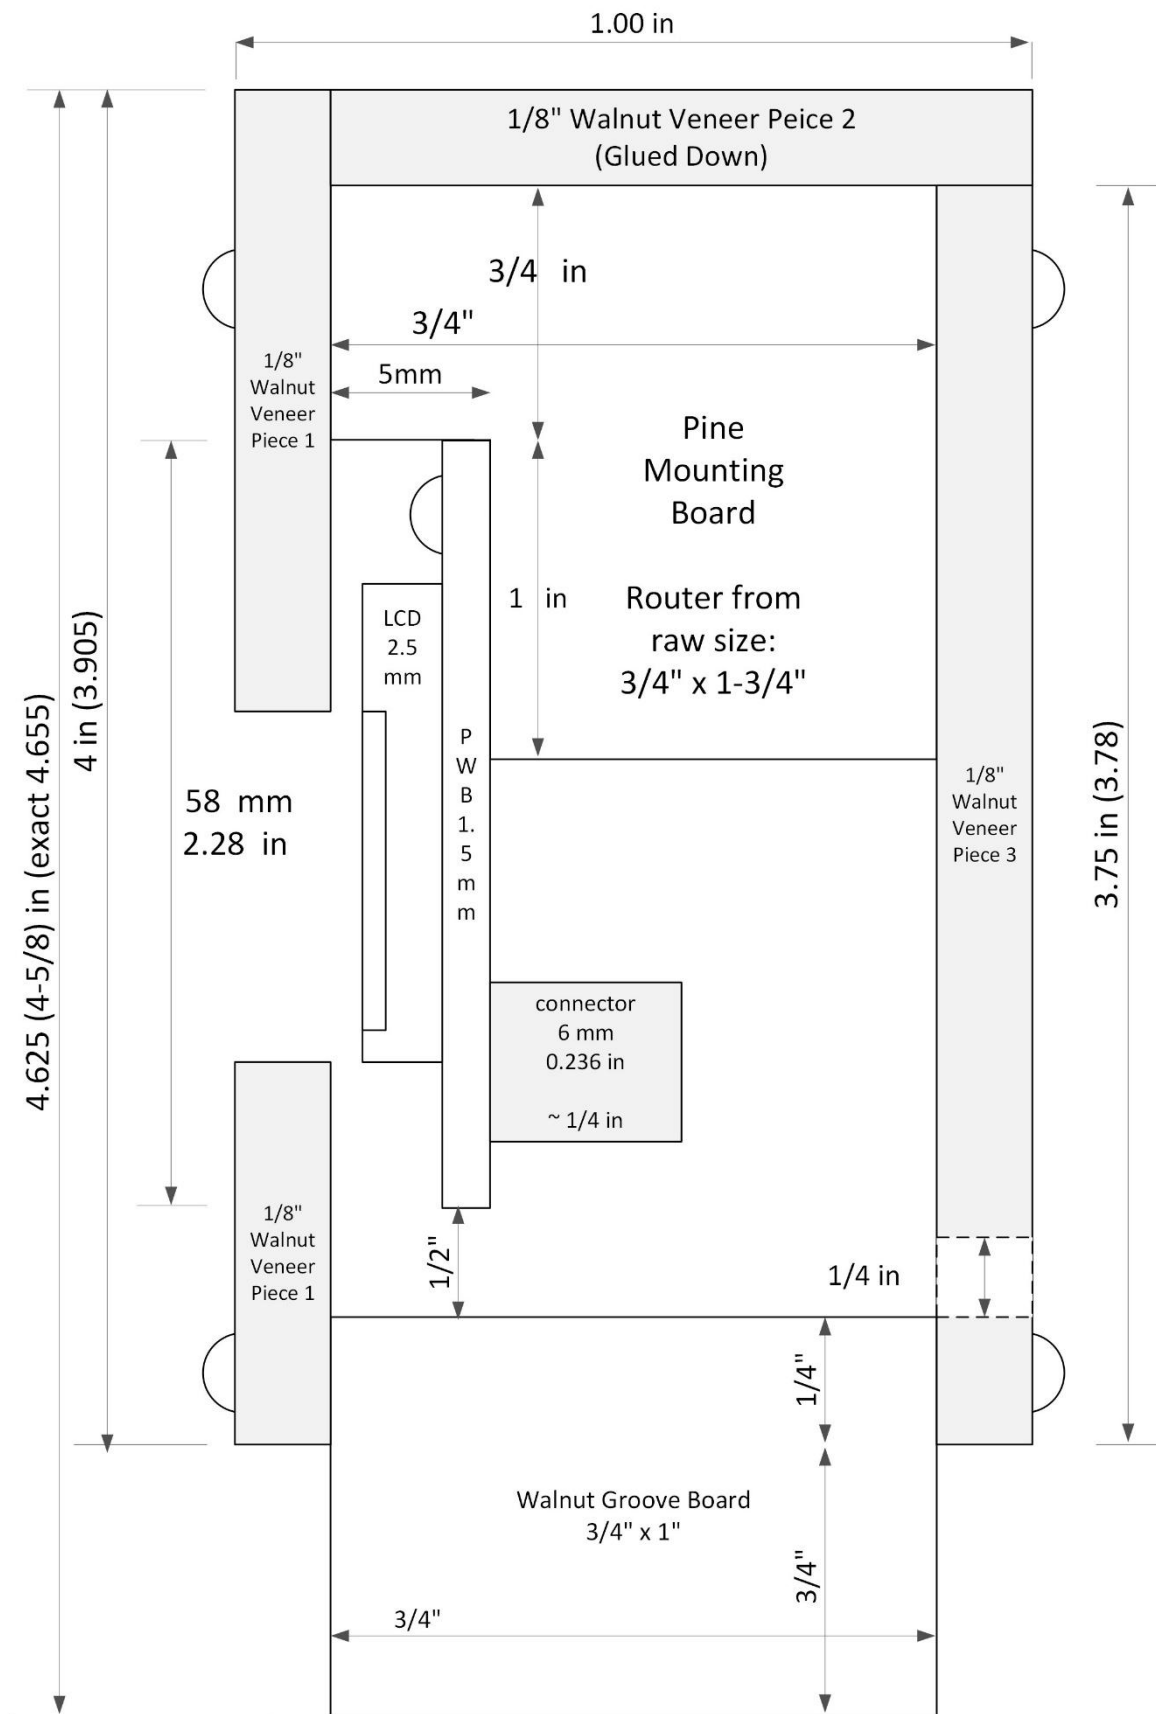 1.00 in
1/8" Walnut Veneer Peice 2
(Glued Down)
3/4 in
3/4"
5mm
1/8"
Walnut
Veneer
Piece 1
Pine
Mounting
Board
Router from
raw size:
3/4" x 1-3/4"
1 in
LCD
2.5
mm
P
W
B
1.
5
m
m
4.625 (4-5/8) in (exact 4.655)
4 in (3.905)
58 mm
2.28 in
1/8"
Walnut
Veneer
Piece 3
3.75 in (3.78)
connector
6 mm
0.236 in
~ 1/4 in
1/8"
Walnut
Veneer
Piece 1
1/2"
1/4 in
1/4"
Walnut Groove Board
3/4" x 1"
3/4"
3/4"